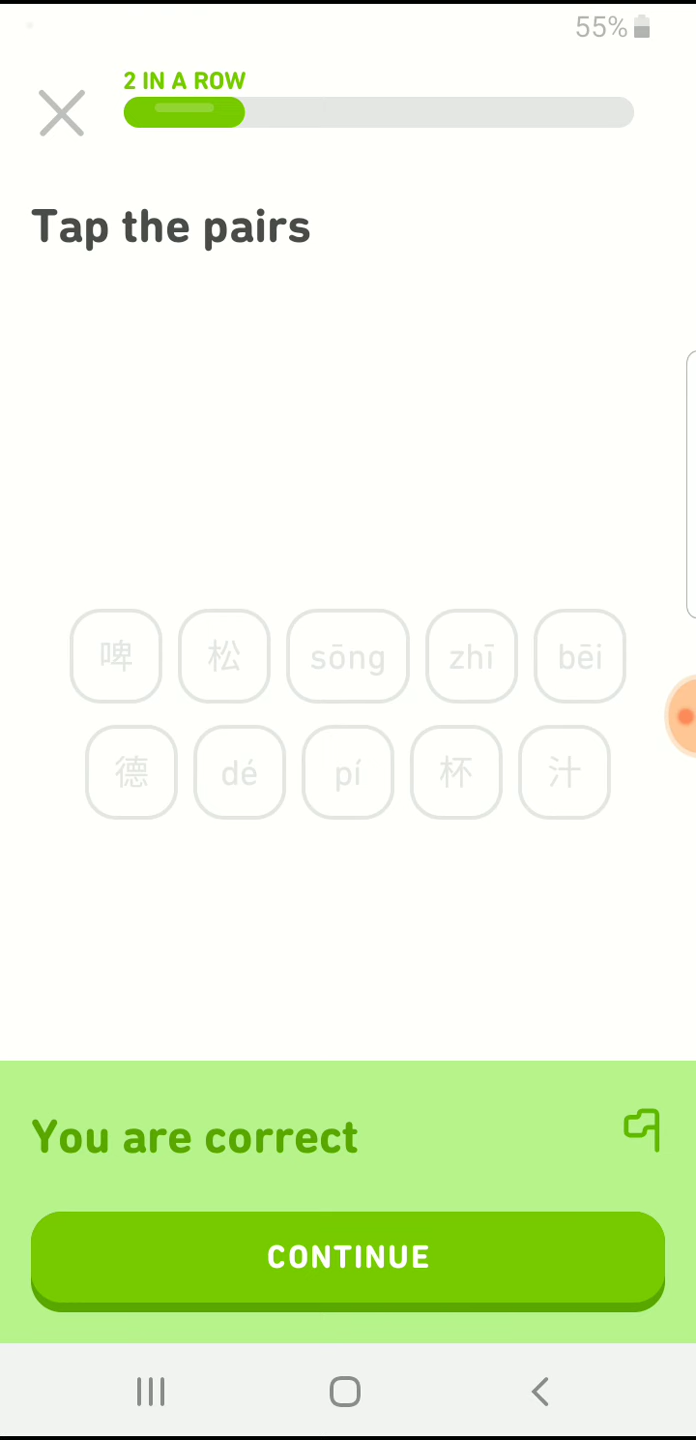 55%
2 IN A ROW
Tap the pairs
啤 松 sōng zhī bēi
德 dé pí 杯 汁
You are correct
CONTINUE